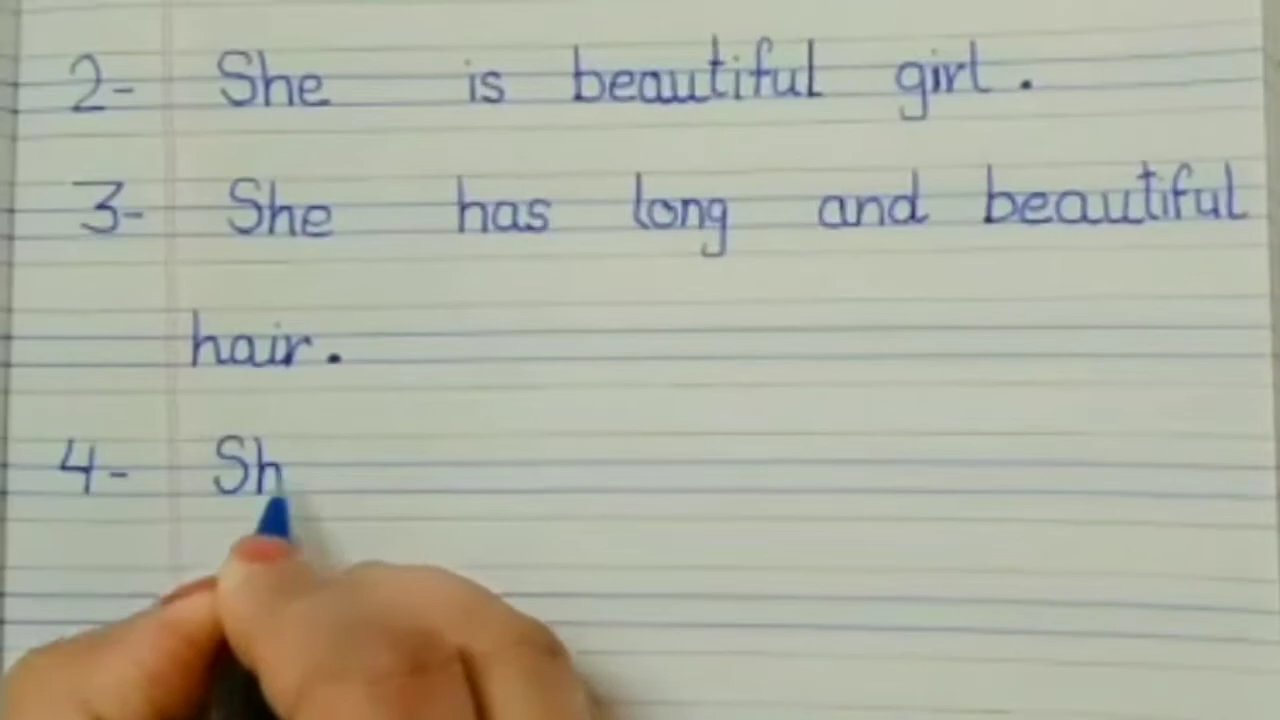 2- She is beautiful girl.
3- She has long and beautiful
hair.
4- Sh